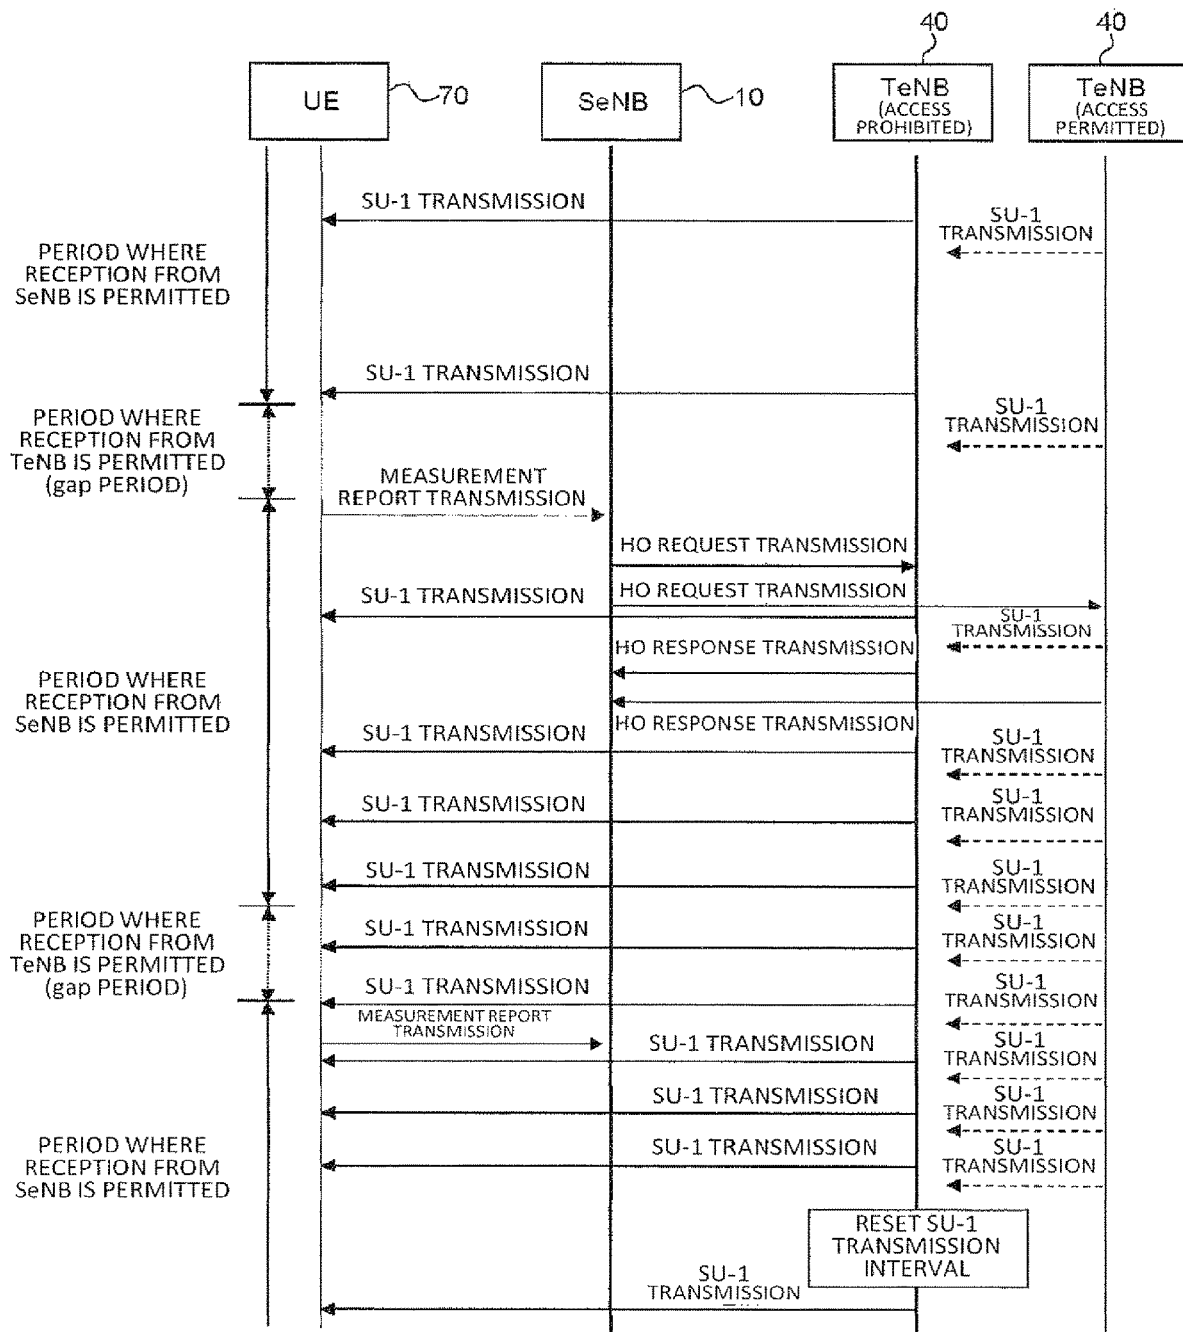 40
40
UE
70
SeNB
10
TeNB
(ACCESS
PROHIBITED)
TeNB
(ACCESS
PERMITTED)
SU-1 TRANSMISSION
SU-1
TRANSMISSION
PERIOD WHERE
RECEPTION FROM
SeNB IS PERMITTED
SU-1 TRANSMISSION
PERIOD WHERE
RECEPTION FROM
TeNB IS PERMITTED
(gap PERIOD)
SU-1
TRANSMISSION
MEASUREMENT
REPORT TRANSMISSION
HO REQUEST TRANSMISSION
HO REQUEST TRANSMISSION
SU-1 TRANSMISSION
SU-1
TRANSMISSION
HO RESPONSE TRANSMISSION
PERIOD WHERE
RECEPTION FROM
SeNB IS PERMITTED
HO RESPONSE TRANSMISSION
SU-1 TRANSMISSION
SU-1
TRANSMISSION
SU-1 TRANSMISSION
SU-1
TRANSMISSION
SU-1 TRANSMISSION
SU-1
TRANSMISSION
PERIOD WHERE
RECEPTION FROM
TeNB IS PERMITTED
(gap PERIOD)
SU-1 TRANSMISSION
SU-1
TRANSMISSION
SU-1 TRANSMISSION
SU-1
TRANSMISSION
MEASUREMENT REPORT
TRANSMISSION
SU-1 TRANSMISSION
SU-1
TRANSMISSION
SU-1 TRANSMISSION
SU-1
TRANSMISSION
PERIOD WHERE
RECEPTION FROM
SeNB IS PERMITTED
SU-1 TRANSMISSION
SU-1
TRANSMISSION
RESET SU-1
TRANSMISSION
INTERVAL
SU-1
TRANSMISSION